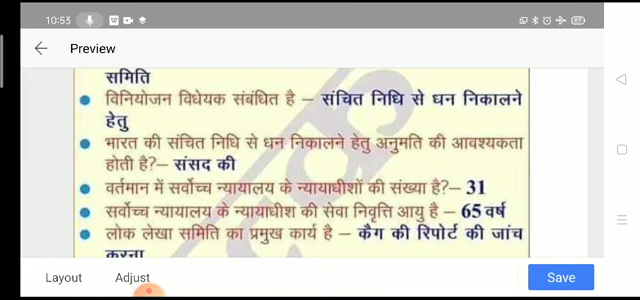 10:53
Preview
समिति
विनियोजन विधेयक संबंधित है – संचित निधि से धन निकालने
हेतु
भारत की संचित निधि से धन निकालने हेतु अनुमति की आवश्यकता
होती है?– संसद की
वर्तमान में सर्वोच्च न्यायालय के न्यायाधीशों की संख्या है?– 31
सर्वोच्च न्यायालय के न्यायाधीश की सेवा निवृत्ति आयु है – 65 वर्ष
लोक लेखा समिति का प्रमुख कार्य है – कैग की रिपोर्ट की जांच
करना
Layout Adjust Save